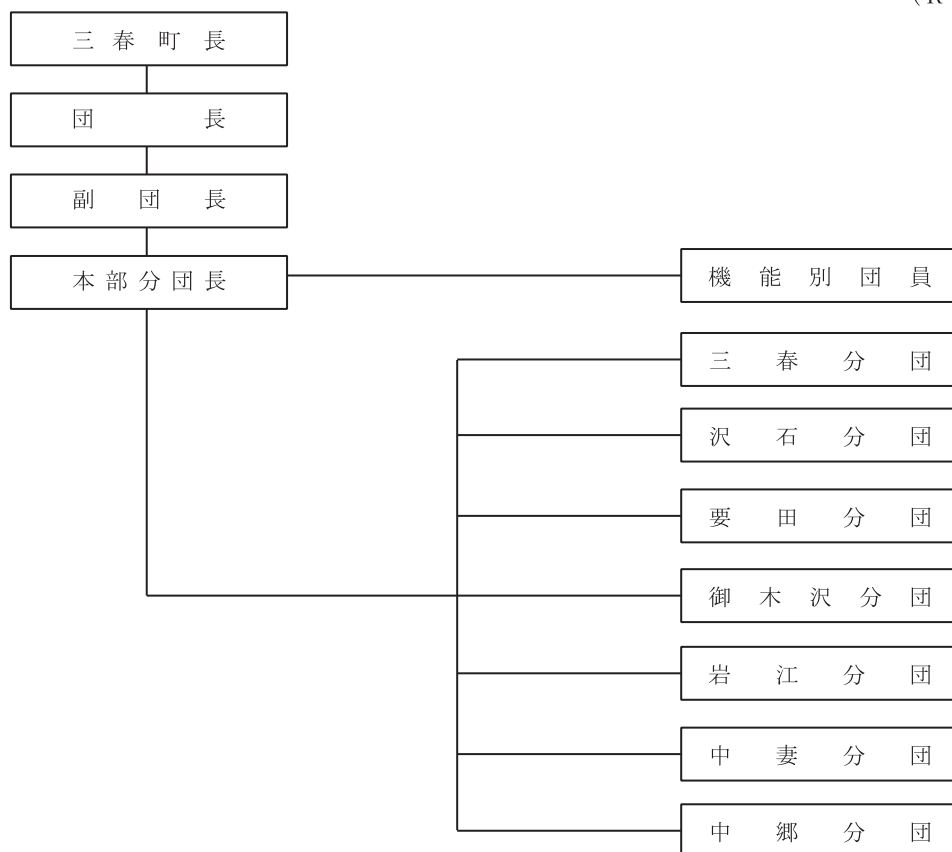 (R
三春町長
団長
副団長
本部分団長
機能別団員
三春分団
沢石分団
要田分団
御木沢分団
岩江分団
中妻分団
中郷分団